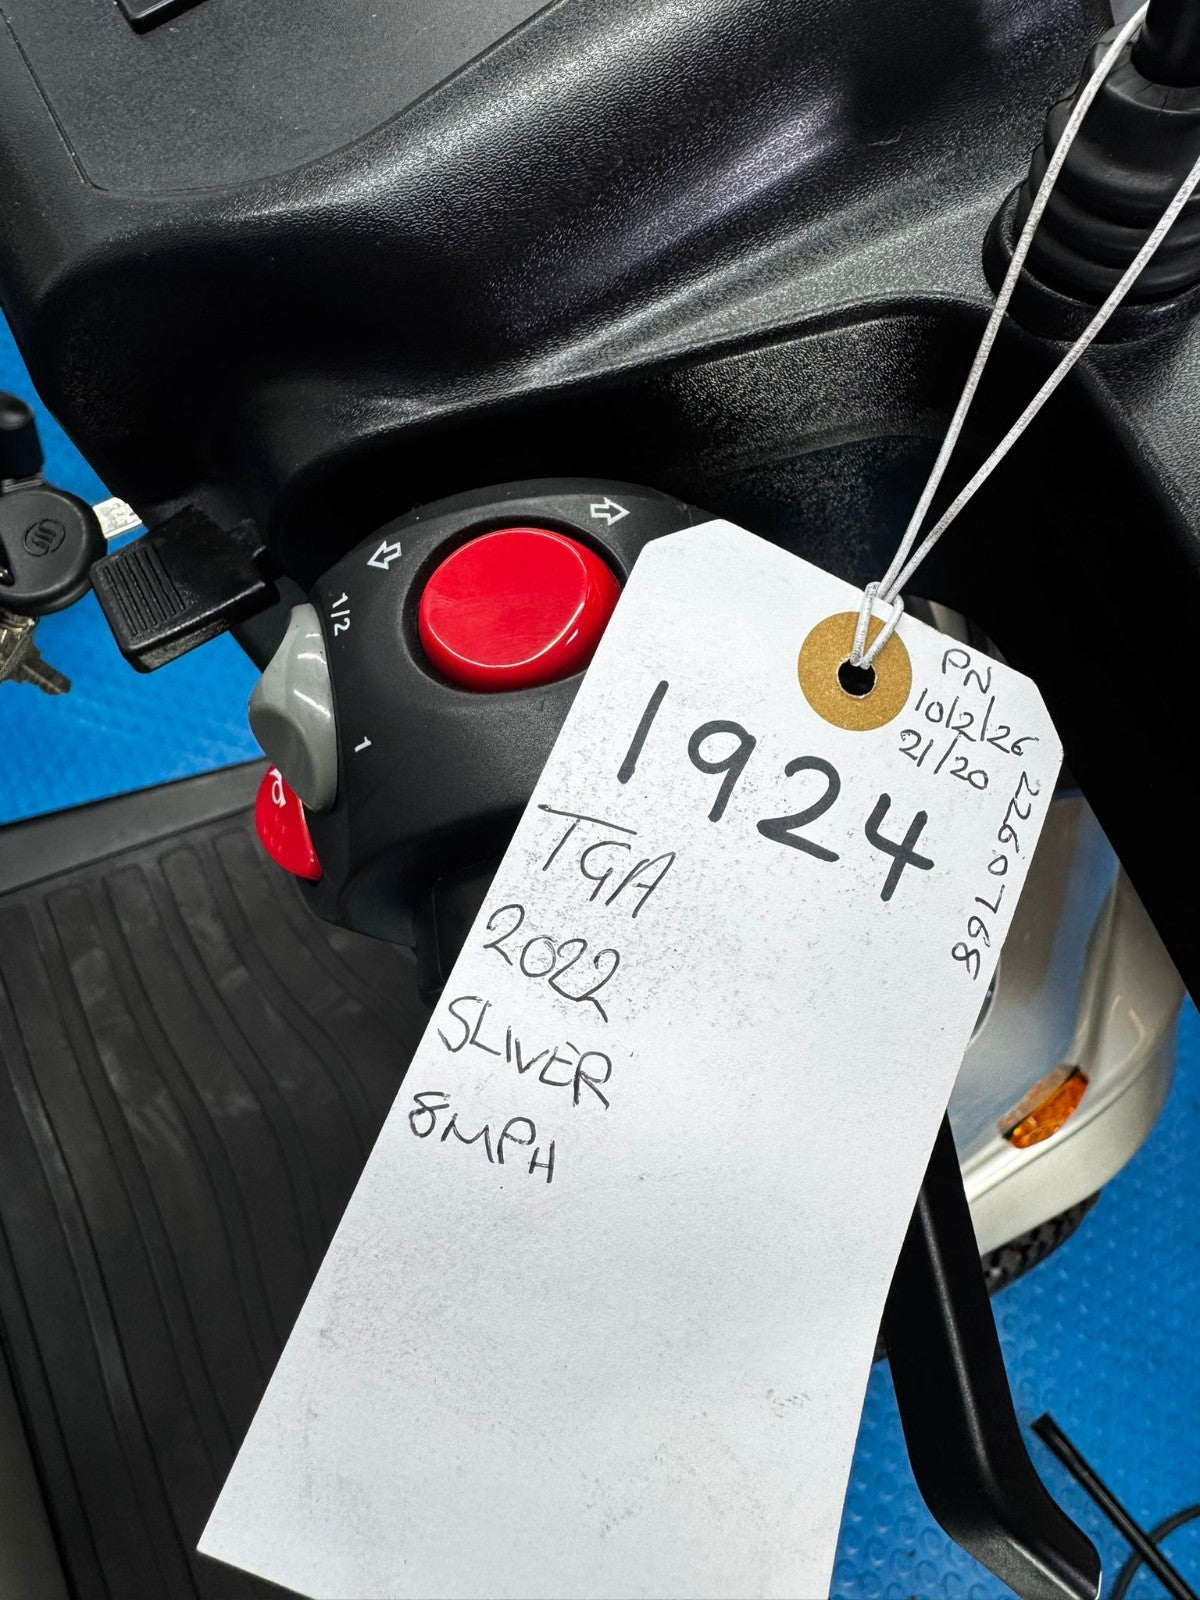 1/2
1
PN
10/2/26
21/20
2260768
1924
TGA
2022
SLIVER
8MPH